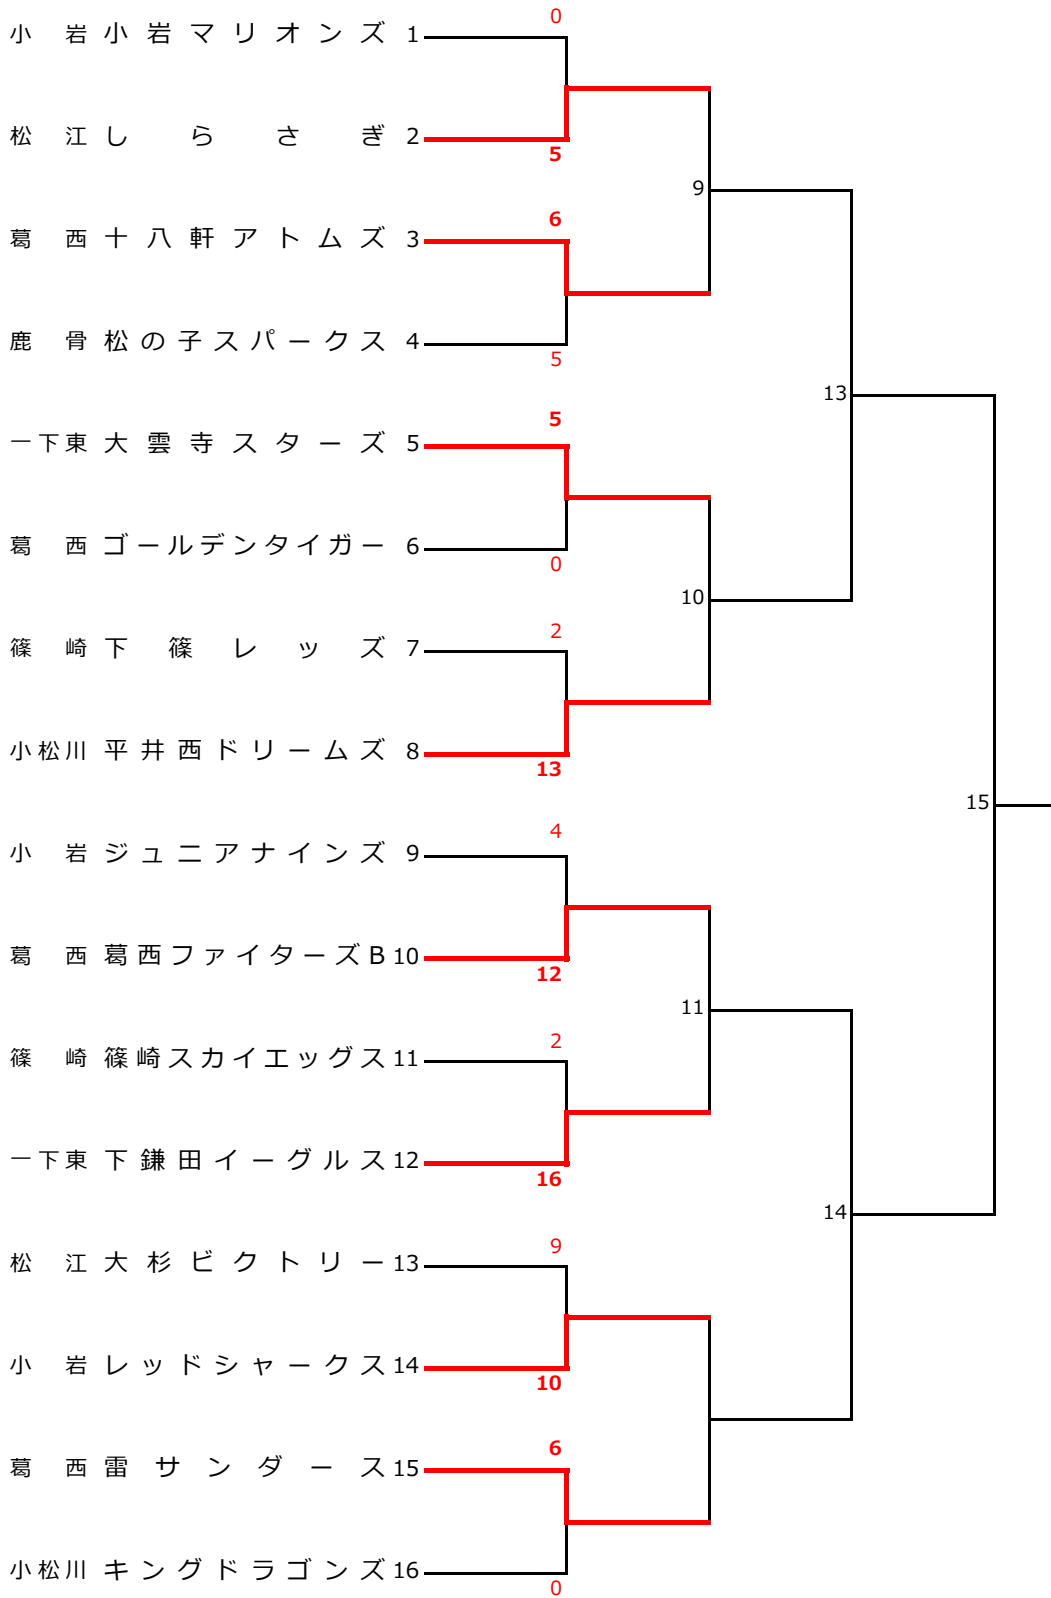 0
小 岩 小岩マリオンズ 1
松 江 しらさぎ 2
5
9
6
葛 西 十八軒アトムズ 3
鹿 骨 松の子スパークス 4
5
13
5
一下東 大雲寺スターズ 5
葛 西 ゴールデンタイガー 6
0
10
2
篠 崎 下篠レッズ 7
小松川 平井西ドリームズ 8
13
15
4
小 岩 ジュニアナインズ 9
葛 西 葛西ファイターズB 10
12
11
2
篠 崎 篠崎スカイエッグス 11
一下東 下鎌田イーグルス 12
16
14
9
松 江 大杉ビクトリー 13
小 岩 レッドシャークス 14
10
6
葛 西 雷サンダース 15
小松川 キングドラゴンズ 16
0